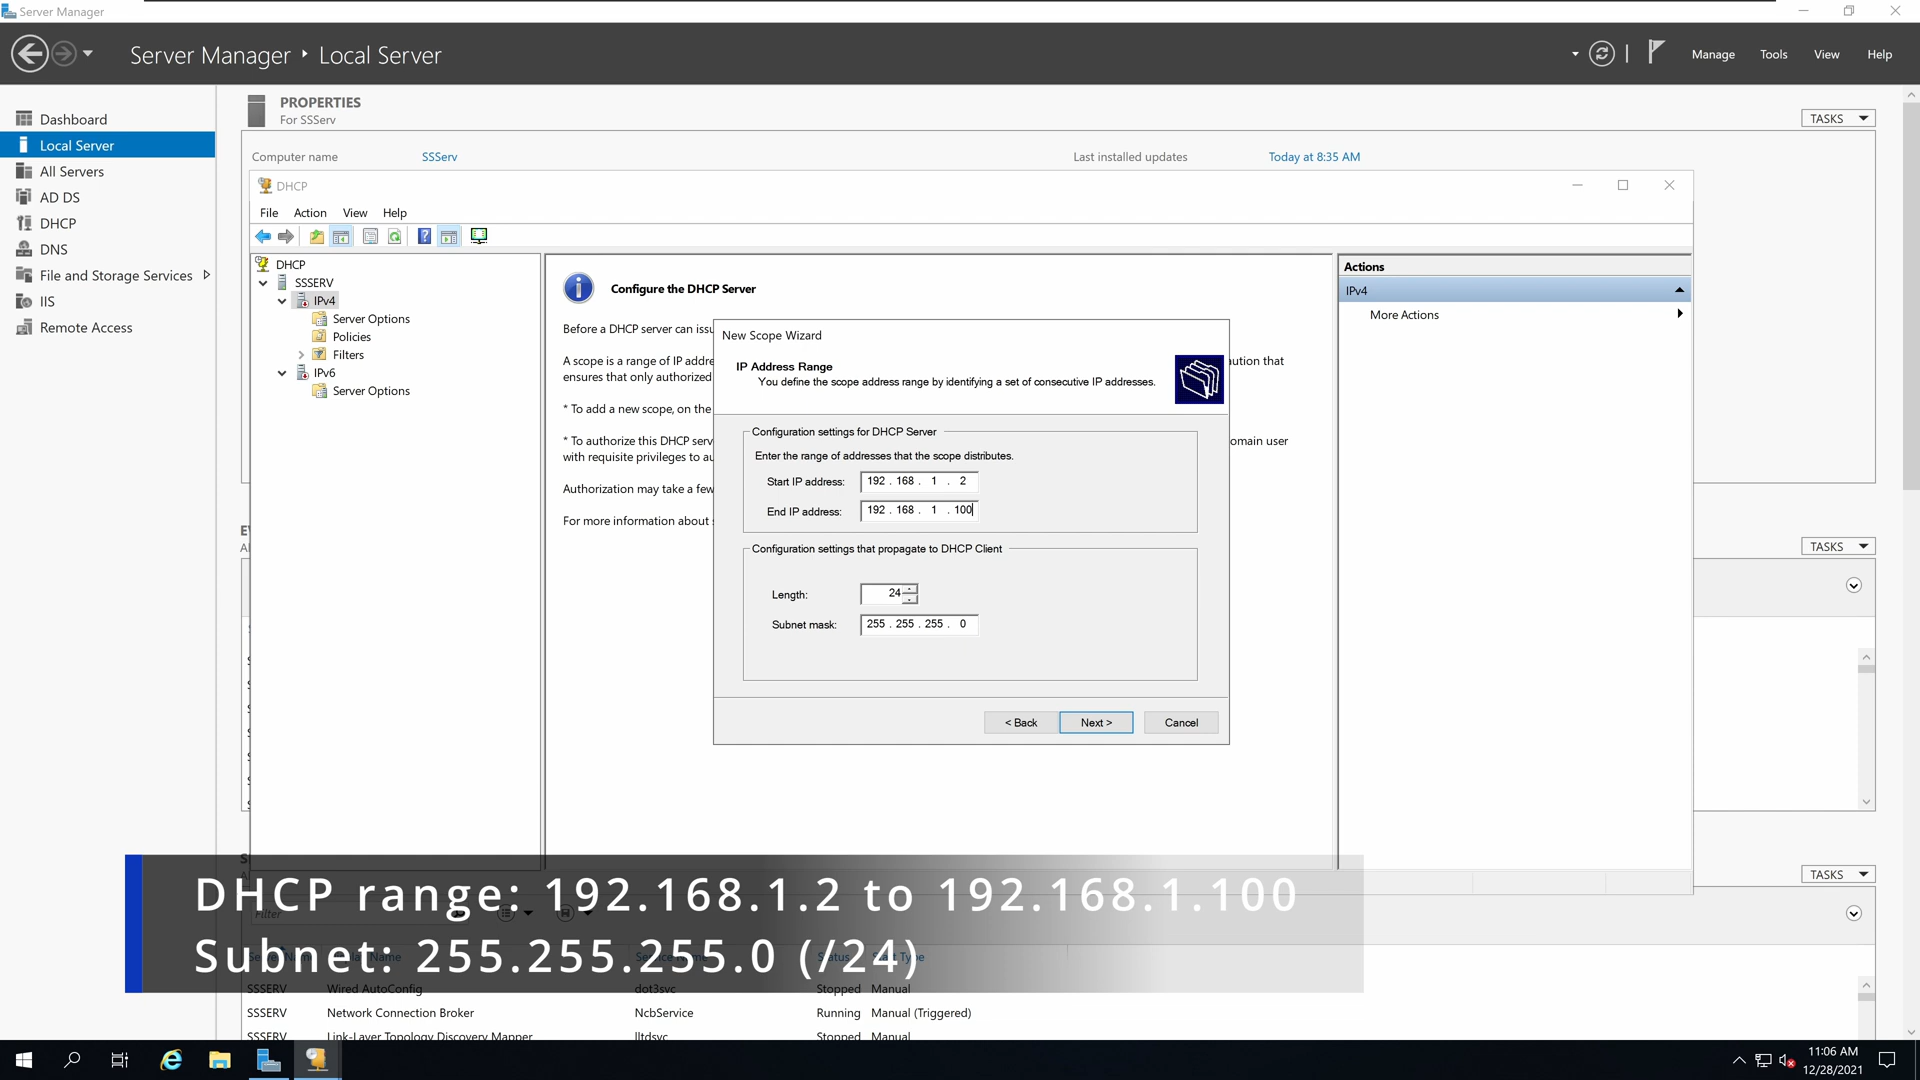 Server Manager
Server Manager ‣ Local Server
Manage Tools View Help
Dashboard
Local Server
All Servers
AD DS
DHCP
DNS
File and Storage Services
IIS
Remote Access
PROPERTIES
For SSServ
TASKS
Computer name SSServ
Last installed updates Today at 8:35 AM
DHCP
File Action View Help
DHCP
SSSERV
IPv4
Server Options
Policies
Filters
IPv6
Server Options
Configure the DHCP Server
Before a DHCP server can issu
A scope is a range of IP addre ution that
ensures that only authorized
* To add a new scope, on the
* To authorize this DHCP serv omain user
with requisite privileges to au
Authorization may take a few
For more information about s
Actions
IPv4
More Actions
New Scope Wizard
IP Address Range
You define the scope address range by identifying a set of consecutive IP addresses.
Configuration settings for DHCP Server
Enter the range of addresses that the scope distributes.
Start IP address: 192 . 168 . 1 . 2
End IP address: 192 . 168 . 1 . 100
Configuration settings that propagate to DHCP Client
Length: 24
Subnet mask: 255 . 255 . 255 . 0
< Back Next > Cancel
TASKS
TASKS
Filter
DHCP range: 192.168.1.2 to 192.168.1.100
Subnet: 255.255.255.0 (/24)
SSSERV Wired AutoConfig dot3svc Stopped Manual
SSSERV Network Connection Broker NcbService Running Manual (Triggered)
SSSERV Link-Layer Topology Discovery Mapper lltdsvc Stopped Manual
11:06 AM
12/28/2021